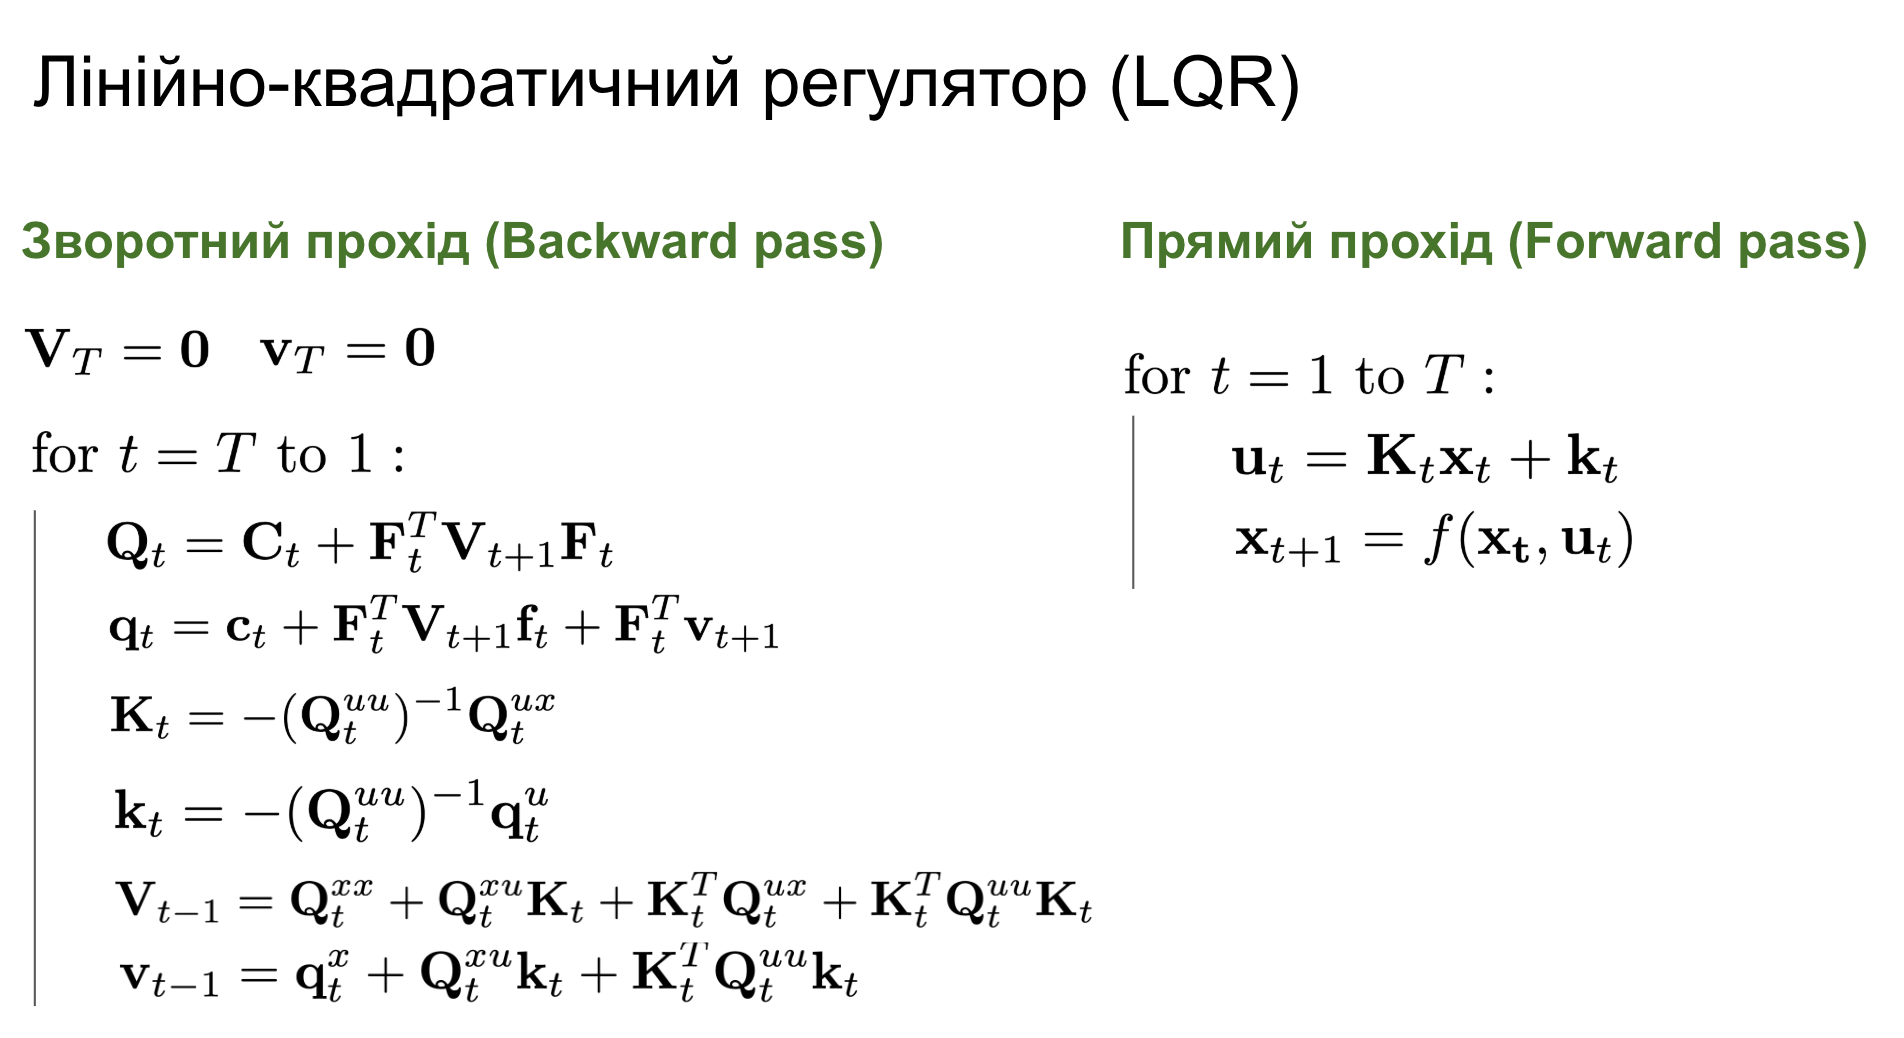 Лінійно-квадратичний регулятор (LQR)
Зворотний прохід (Backward pass)
$\mathbf{V}_T = \mathbf{0} \quad \mathbf{v}_T = \mathbf{0}$
for $t = T$ to $1$ :
$\mathbf{Q}_t = \mathbf{C}_t + \mathbf{F}_t^T \mathbf{V}_{t+1} \mathbf{F}_t$
$\mathbf{q}_t = \mathbf{c}_t + \mathbf{F}_t^T \mathbf{V}_{t+1} \mathbf{f}_t + \mathbf{F}_t^T \mathbf{v}_{t+1}$
$\mathbf{K}_t = -(\mathbf{Q}_t^{uu})^{-1} \mathbf{Q}_t^{ux}$
$\mathbf{k}_t = -(\mathbf{Q}_t^{uu})^{-1} \mathbf{q}_t^{u}$
$\mathbf{V}_{t-1} = \mathbf{Q}_t^{xx} + \mathbf{Q}_t^{xu} \mathbf{K}_t + \mathbf{K}_t^T \mathbf{Q}_t^{ux} + \mathbf{K}_t^T \mathbf{Q}_t^{uu} \mathbf{K}_t$
$\mathbf{v}_{t-1} = \mathbf{q}_t^{x} + \mathbf{Q}_t^{xu} \mathbf{k}_t + \mathbf{K}_t^T \mathbf{Q}_t^{uu} \mathbf{k}_t$
Прямий прохід (Forward pass)
for $t = 1$ to $T$ :
$\mathbf{u}_t = \mathbf{K}_t \mathbf{x}_t + \mathbf{k}_t$
$\mathbf{x}_{t+1} = f(\mathbf{x_t}, \mathbf{u}_t)$